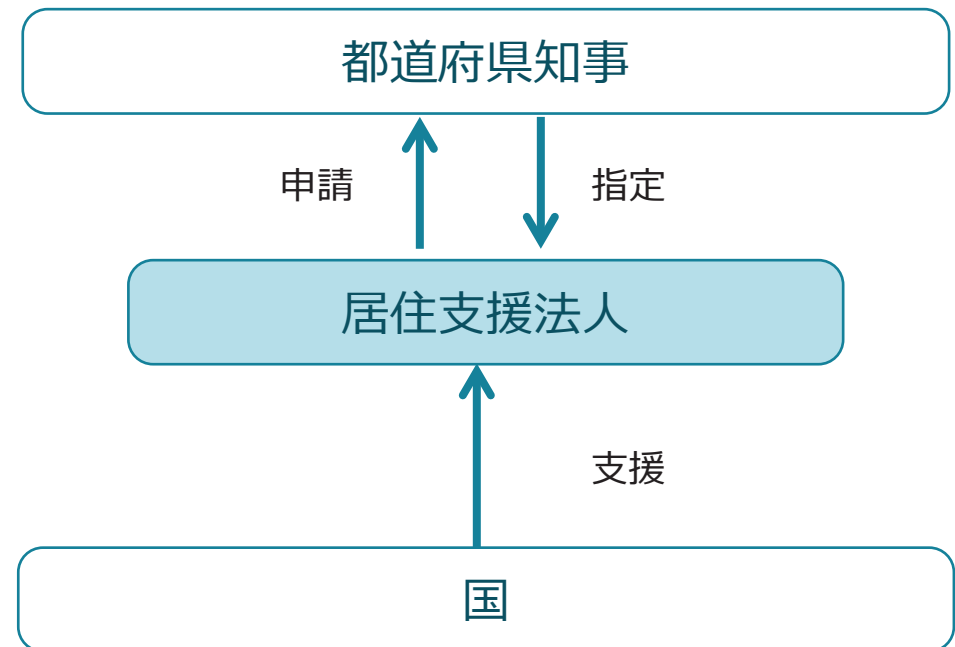 都道府県知事
申請
指定
居住支援法人
支援
国